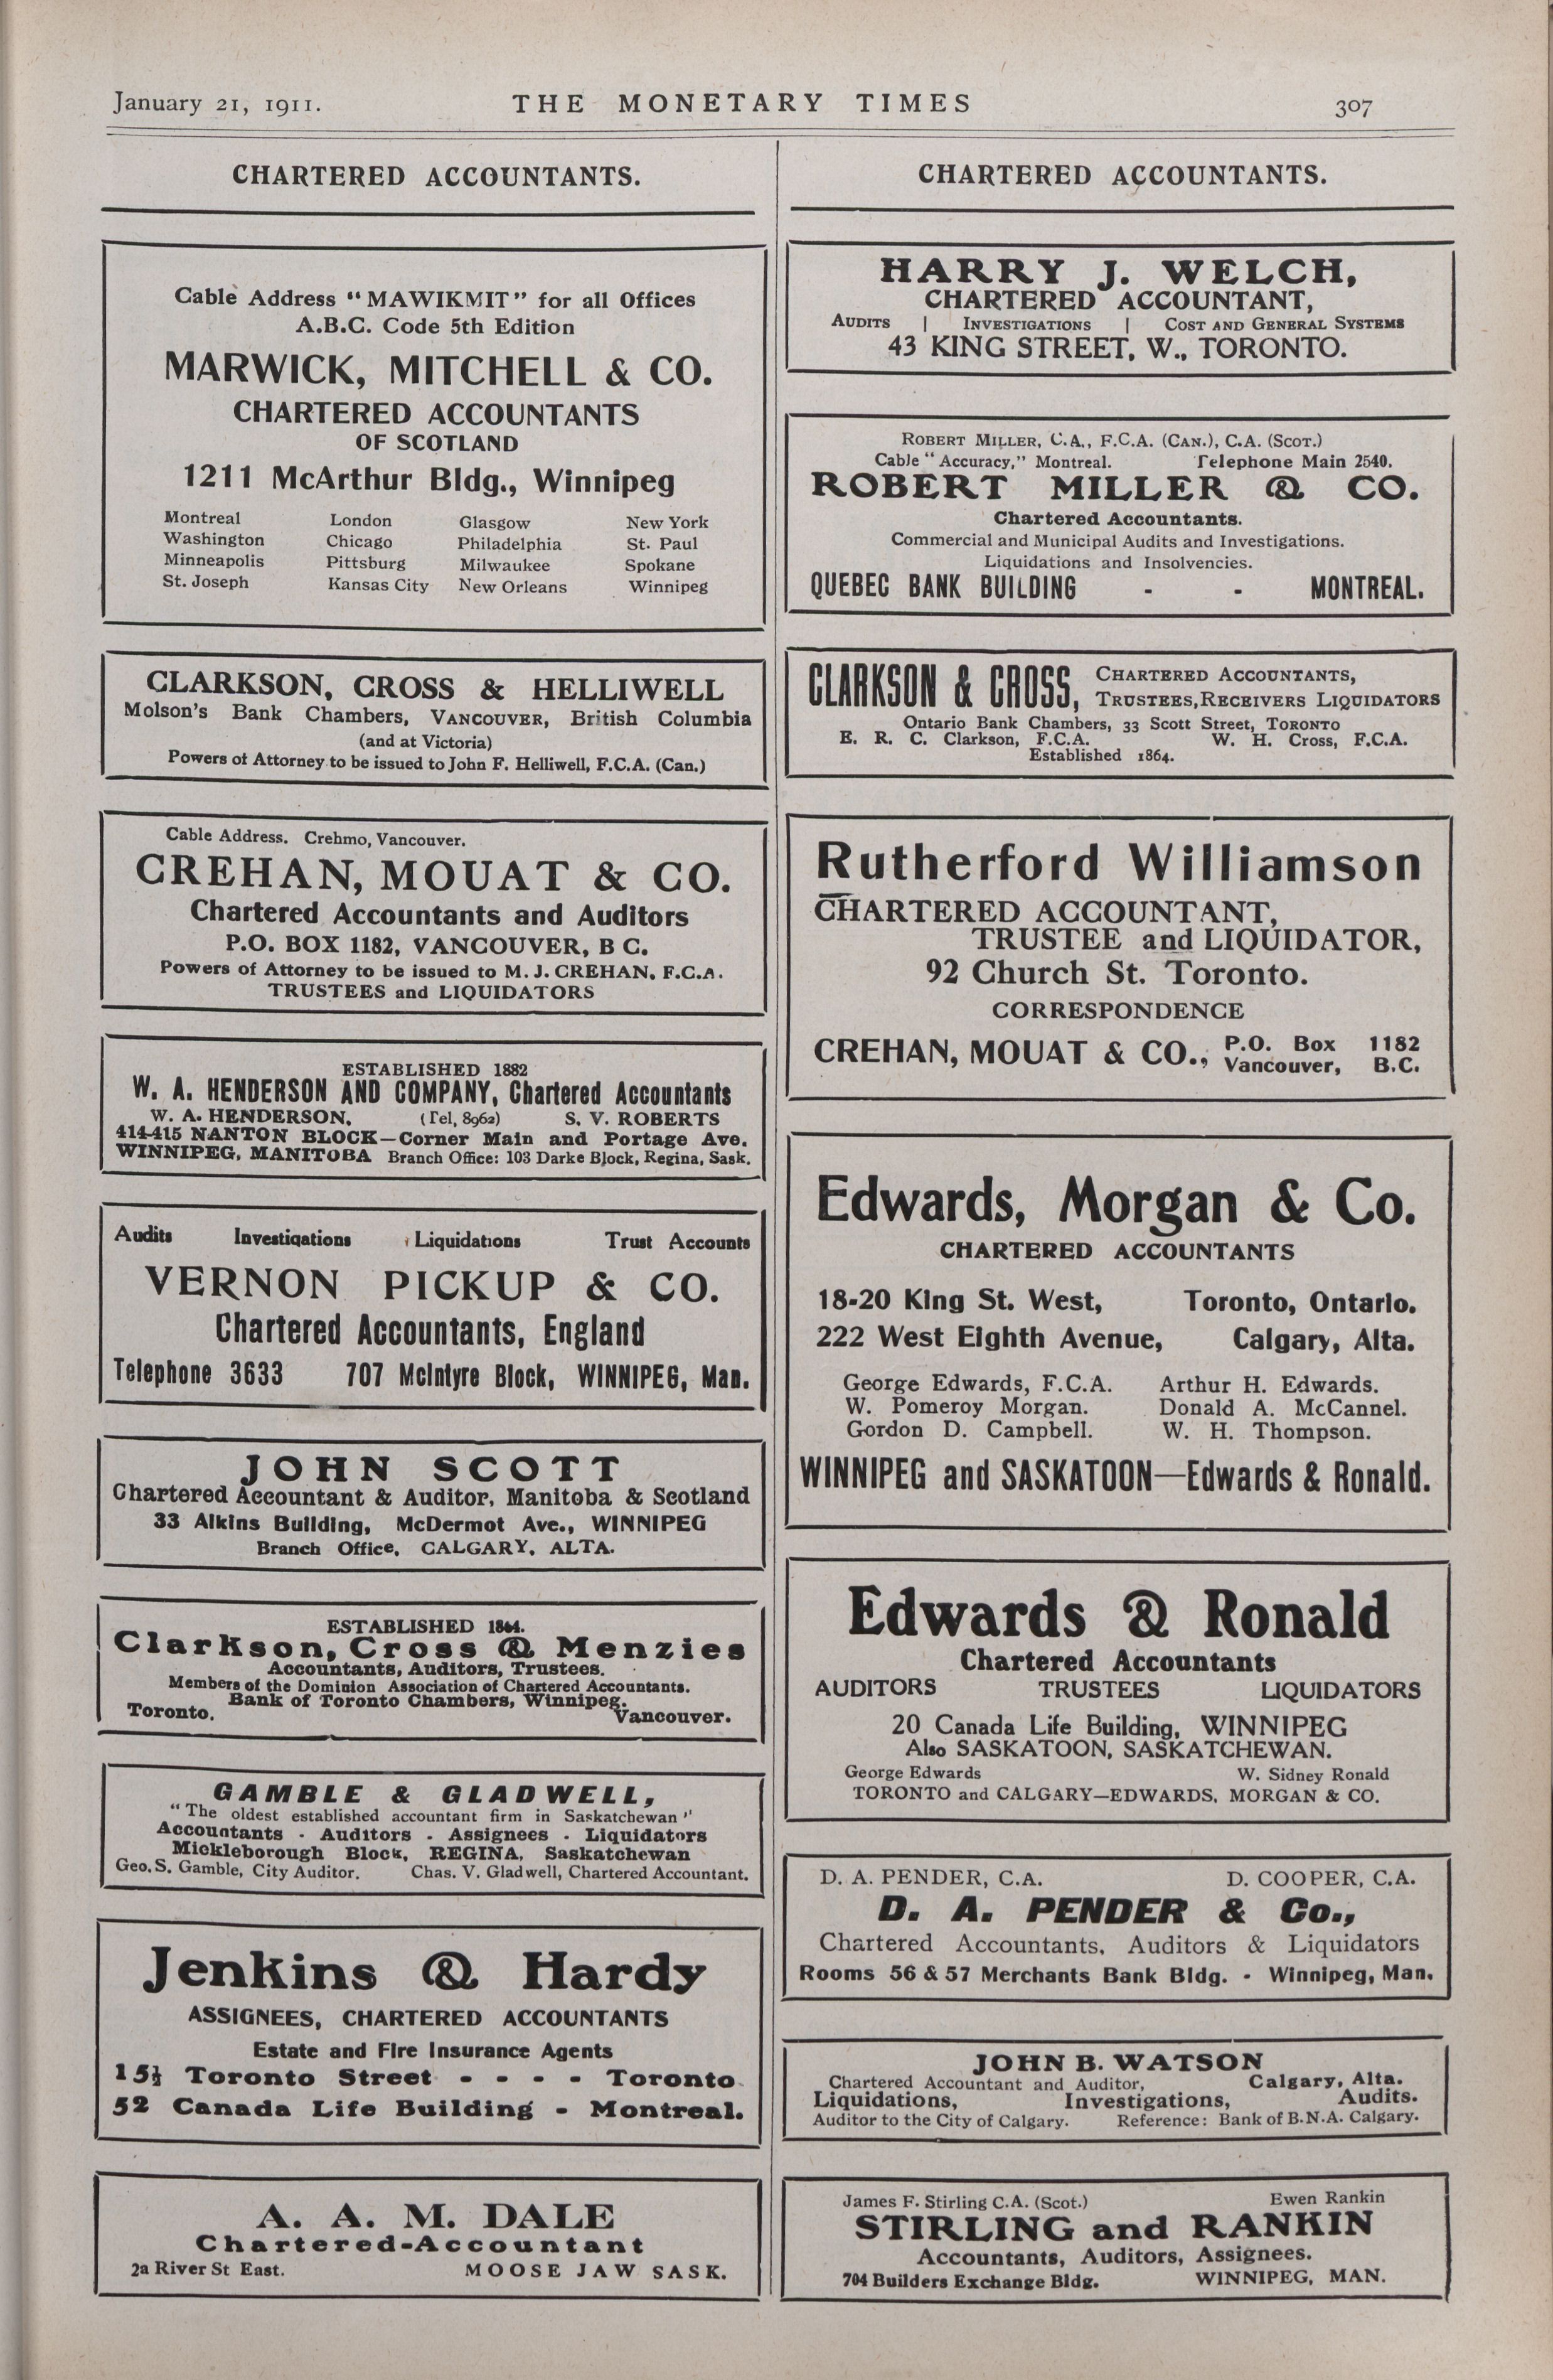 January 21, 1911.
THE MONETARY TIMES
307
CHARTERED ACCOUNTANTS.
Cable Address "MAWIKMIT" for all Offices
A.B.C. Code 5th Edition
MARWICK, MITCHELL & CO.
CHARTERED ACCOUNTANTS
OF SCOTLAND
1211 McArthur Bldg., Winnipeg
Montreal London Glasgow New York
Washington Chicago Philadelphia St. Paul
Minneapolis Pittsburg Milwaukee Spokane
St. Joseph Kansas City New Orleans Winnipeg
CLARKSON, CROSS & HELLIWELL
Molson's Bank Chambers, VANCOUVER, British Columbia
(and at Victoria)
Powers of Attorney to be issued to John F. Helliwell, F.C.A. (Can.)
Cable Address. Crehmo, Vancouver.
CREHAN, MOUAT & CO.
Chartered Accountants and Auditors
P.O. BOX 1182, VANCOUVER, B C.
Powers of Attorney to be issued to M. J. CREHAN, F.C.A.
TRUSTEES and LIQUIDATORS
ESTABLISHED 1882
W. A. HENDERSON AND COMPANY, Chartered Accountants
W. A. HENDERSON, (Tel, 8962) S. V. ROBERTS
414-415 NANTON BLOCK—Corner Main and Portage Ave.
WINNIPEG, MANITOBA Branch Office: 103 Darke Block, Regina, Sask.
Audits Investigations Liquidations Trust Accounts
VERNON PICKUP & CO.
Chartered Accountants, England
Telephone 3633 707 McIntyre Block, WINNIPEG, Man.
JOHN SCOTT
Chartered Accountant & Auditor, Manitoba & Scotland
33 Aikins Building, McDermot Ave., WINNIPEG
Branch Office, CALGARY, ALTA.
ESTABLISHED 1864.
Clarkson, Cross & Menzies
Accountants, Auditors, Trustees.
Members of the Dominion Association of Chartered Accountants.
Bank of Toronto Chambers, Winnipeg.
Toronto. Vancouver.
GAMBLE & GLADWELL,
"The oldest established accountant firm in Saskatchewan"
Accountants - Auditors - Assignees - Liquidators
Mickleborough Block, REGINA, Saskatchewan
Geo. S. Gamble, City Auditor. Chas. V. Gladwell, Chartered Accountant.
Jenkins & Hardy
ASSIGNEES, CHARTERED ACCOUNTANTS
Estate and Fire Insurance Agents
15½ Toronto Street - - - - Toronto
52 Canada Life Building - Montreal.
A. A. M. DALE
Chartered-Accountant
2a River St East. MOOSE JAW SASK.
CHARTERED ACCOUNTANTS.
HARRY J. WELCH,
CHARTERED ACCOUNTANT,
AUDITS | INVESTIGATIONS | COST AND GENERAL SYSTEMS
43 KING STREET, W., TORONTO.
ROBERT MILLER, C.A., F.C.A. (CAN.), C.A. (SCOT.)
Cable "Accuracy," Montreal. Telephone Main 2540.
ROBERT MILLER & CO.
Chartered Accountants.
Commercial and Municipal Audits and Investigations.
Liquidations and Insolvencies.
QUEBEC BANK BUILDING - - MONTREAL.
CLARKSON & CROSS, CHARTERED ACCOUNTANTS,
TRUSTEES, RECEIVERS LIQUIDATORS
Ontario Bank Chambers, 33 Scott Street, TORONTO
E. R. C. Clarkson, F.C.A. W. H. Cross, F.C.A.
Established 1864.
Rutherford Williamson
CHARTERED ACCOUNTANT,
TRUSTEE and LIQUIDATOR,
92 Church St. Toronto.
CORRESPONDENCE
CREHAN, MOUAT & CO., P.O. Box 1182
Vancouver, B.C.
Edwards, Morgan & Co.
CHARTERED ACCOUNTANTS
18-20 King St. West, Toronto, Ontario.
222 West Eighth Avenue, Calgary, Alta.
George Edwards, F.C.A. Arthur H. Edwards.
W. Pomeroy Morgan. Donald A. McCannel.
Gordon D. Campbell. W. H. Thompson.
WINNIPEG and SASKATOON—Edwards & Ronald.
Edwards & Ronald
Chartered Accountants
AUDITORS TRUSTEES LIQUIDATORS
20 Canada Life Building, WINNIPEG
Also SASKATOON, SASKATCHEWAN.
George Edwards W. Sidney Ronald
TORONTO and CALGARY—EDWARDS, MORGAN & CO.
D. A. PENDER, C.A. D. COOPER, C.A.
D. A. PENDER & Co.,
Chartered Accountants, Auditors & Liquidators
Rooms 56 & 57 Merchants Bank Bldg. - Winnipeg, Man.
JOHN B. WATSON
Chartered Accountant and Auditor, Calgary, Alta.
Liquidations, Investigations, Audits.
Auditor to the City of Calgary. Reference: Bank of B.N.A. Calgary.
James F. Stirling C.A. (Scot.) Ewen Rankin
STIRLING and RANKIN
Accountants, Auditors, Assignees.
704 Builders Exchange Bldg. WINNIPEG, MAN.